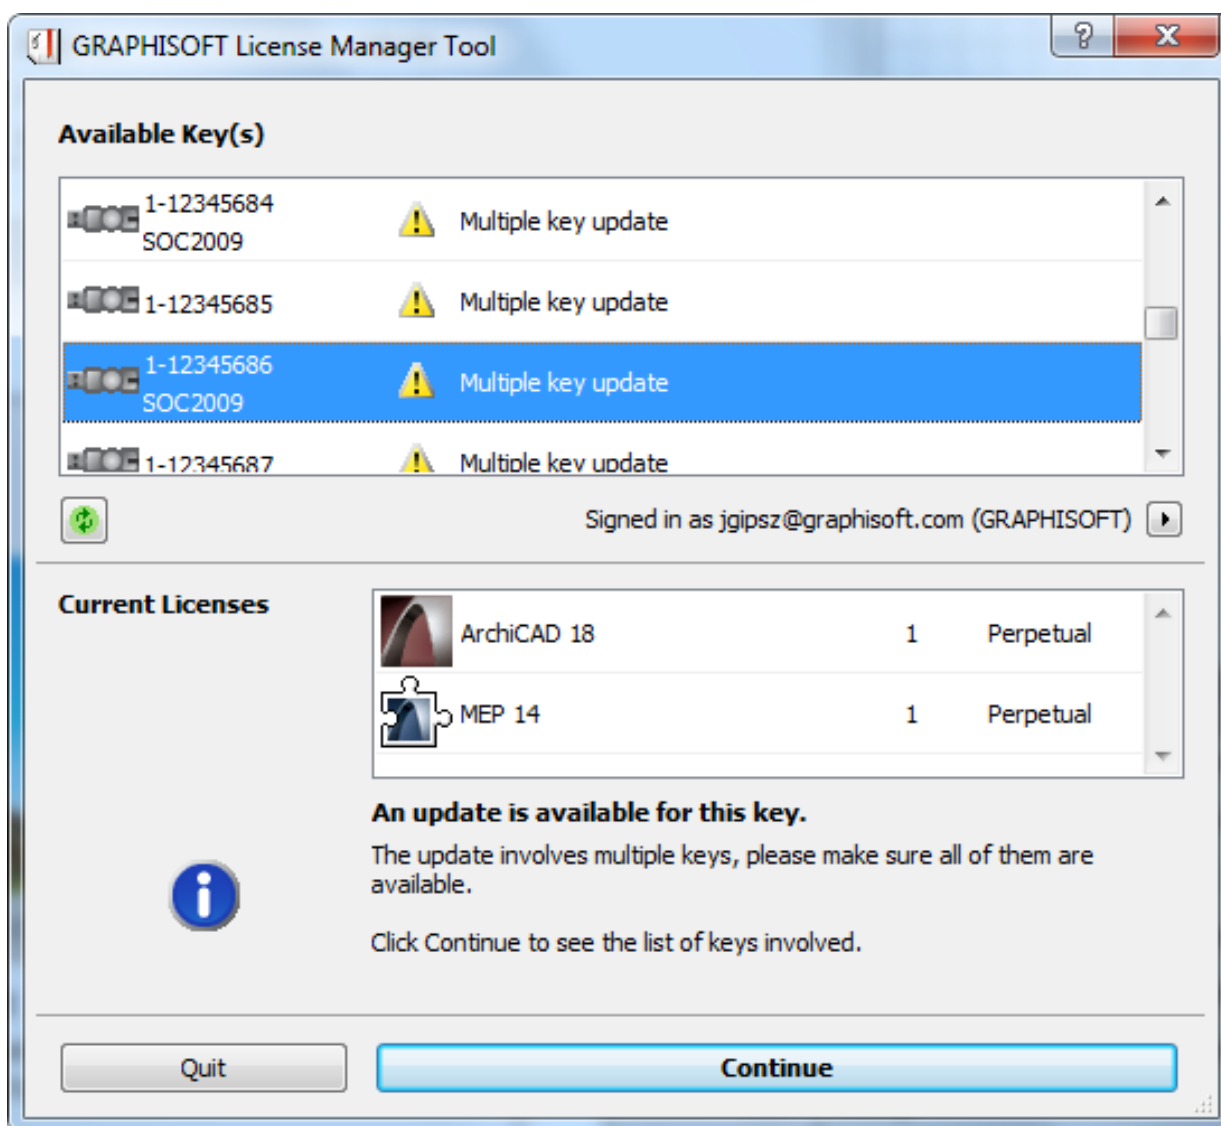 GRAPHISOFT License Manager Tool
Available Key(s)
1-12345684
SOC2009
Multiple key update
1-12345685
Multiple key update
1-12345686
SOC2009
Multiple key update
1-12345687
Multiple key update
Signed in as jgipsz@graphisoft.com (GRAPHISOFT)
Current Licenses
ArchiCAD 18 1 Perpetual
MEP 14 1 Perpetual
An update is available for this key.
The update involves multiple keys, please make sure all of them are
available.
Click Continue to see the list of keys involved.
Quit
Continue